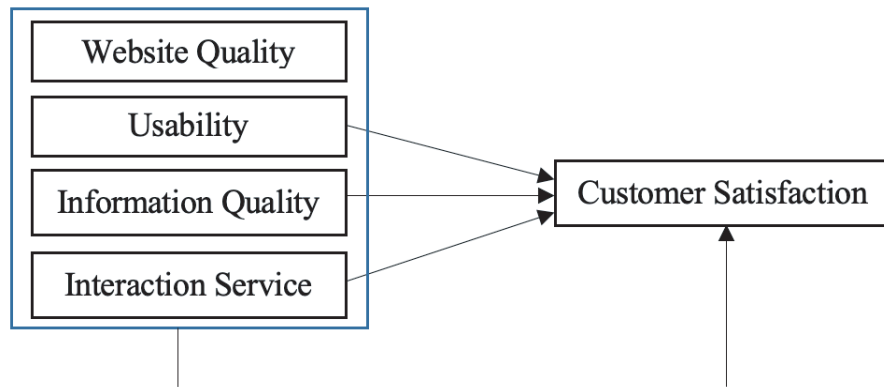 Website Quality
Usability
Information Quality
Interaction Service
Customer Satisfaction